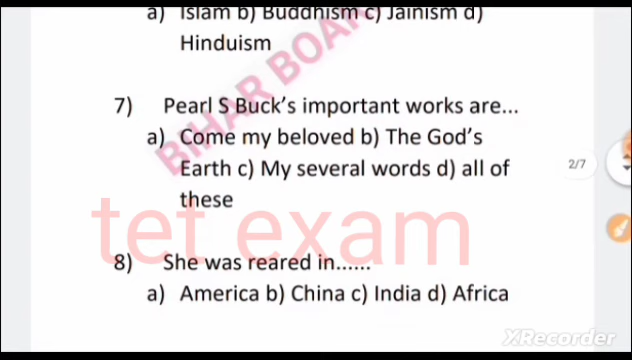 a) Islam b) Buddhism c) Jainism d)
Hinduism
BIHAR BOAR
7) Pearl S Buck's important works are...
a) Come my beloved b) The God's
Earth c) My several words d) all of
these
2/7
tet exam
8) She was reared in......
a) America b) China c) India d) Africa
XRecorder